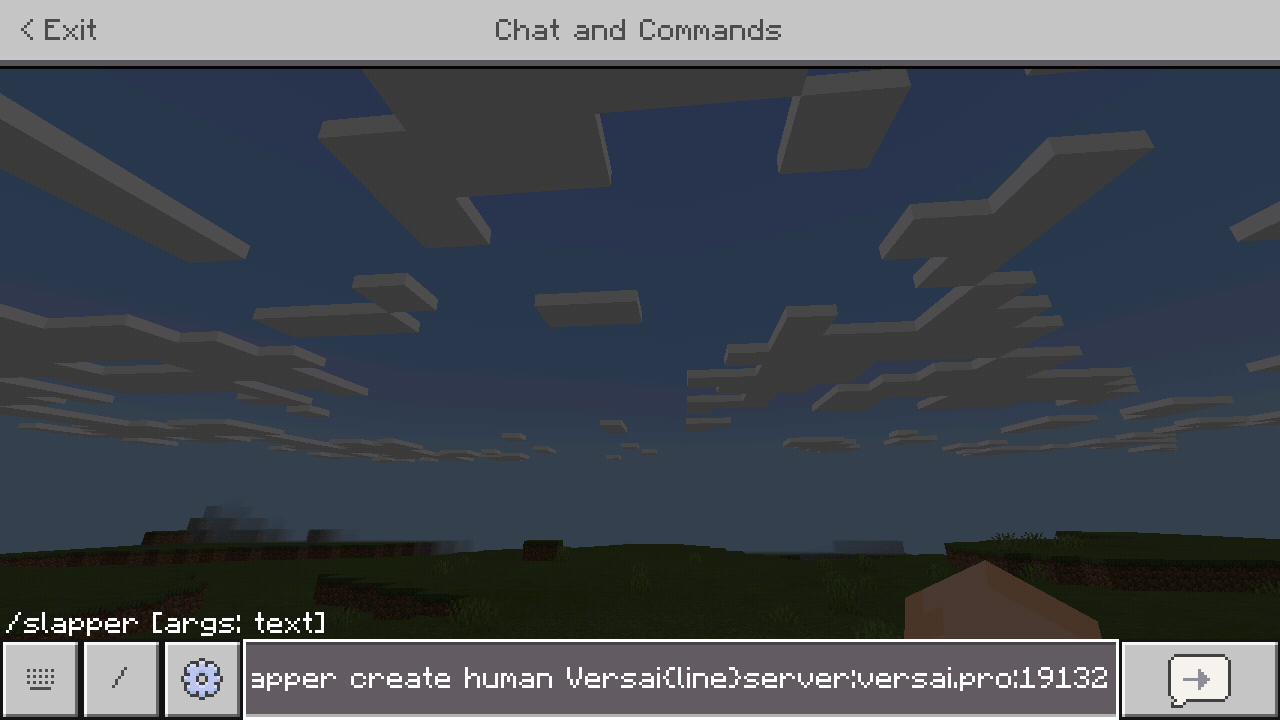 Exit
Chat and Commands
/slapper [args: text]
/
apper create human Versai{line}server:versai.pro:19132